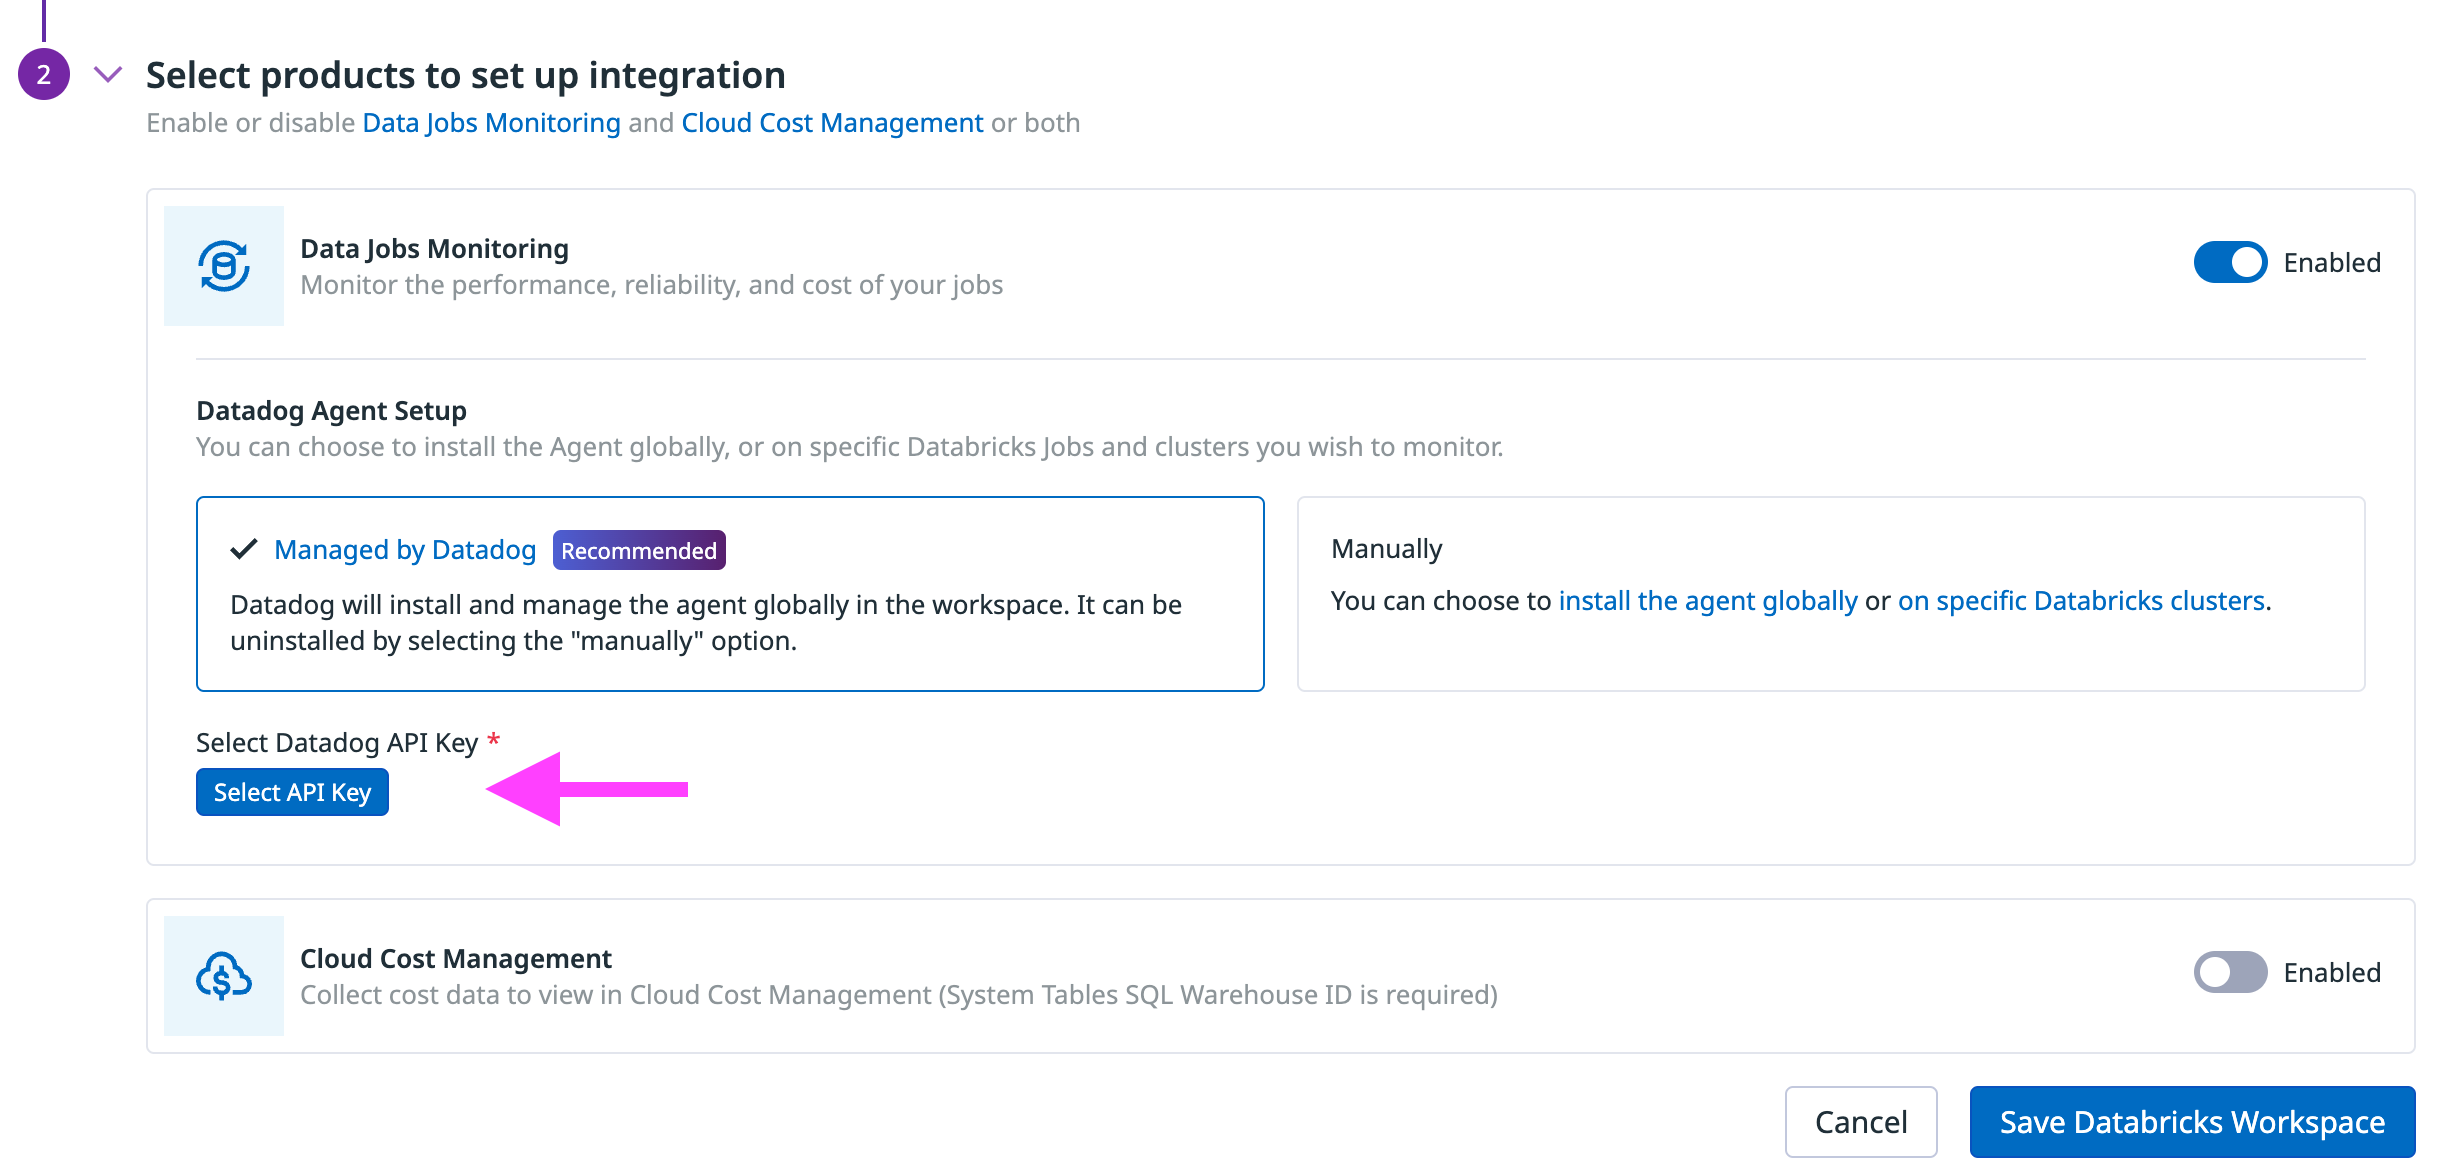 2
Select products to set up integration
Enable or disable Data Jobs Monitoring and Cloud Cost Management or both
Data Jobs Monitoring
Monitor the performance, reliability, and cost of your jobs
Enabled
Datadog Agent Setup
You can choose to install the Agent globally, or on specific Databricks Jobs and clusters you wish to monitor.
Managed by Datadog Recommended
Datadog will install and manage the agent globally in the workspace. It can be
uninstalled by selecting the "manually" option.
Manually
You can choose to install the agent globally or on specific Databricks clusters.
Select Datadog API Key *
Select API Key
Cloud Cost Management
Collect cost data to view in Cloud Cost Management (System Tables SQL Warehouse ID is required)
Enabled
Cancel
Save Databricks Workspace